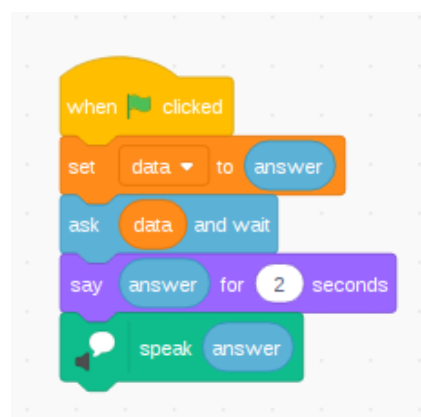 when clicked
set data to answer
ask data and wait
say answer for 2 seconds
speak answer